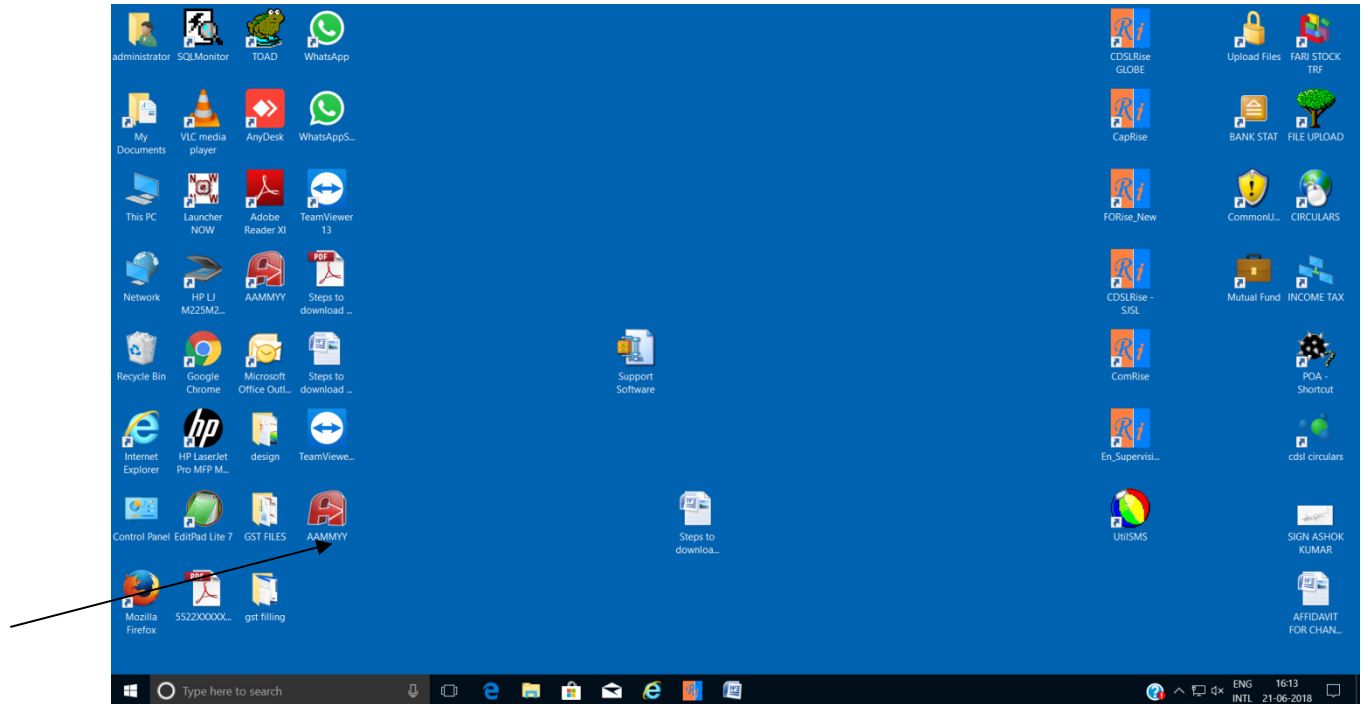 administrator SQLMonitor TOAD WhatsApp
CDSLRise
GLOBE
Upload Files
FARI STOCK
TRF
My
Documents
VLC media
player
AnyDesk
WhatsAppS...
CapRise
BANK STAT
FILE UPLOAD
This PC
Launcher
NOW
Adobe
Reader XI
TeamViewer
13
FORise_New
CommonU...
CIRCULARS
Network
HP LJ
M225M2...
AAMMYY
PDF
Steps to
download ...
CDSLRise -
SJSL
Mutual Fund
INCOME TAX
Recycle Bin
Google
Chrome
Microsoft
Office Outl...
Steps to
download ...
Support
Software
ComRise
POA -
Shortcut
Internet
Explorer
hp
HP LaserJet
Pro MFP M...
design
TeamViewe...
En_Supervisi...
cdsl circulars
Control Panel
EditPad Lite 7
GST FILES
AAMMYY
Steps to
downloa...
UtilSMS
SIGN ASHOK
KUMAR
Mozilla
Firefox
PDF
5522XXXXX...
gst filling
AFFIDAVIT
FOR CHAN...
Type here to search
ENG
INTL
16:13
21-06-2018